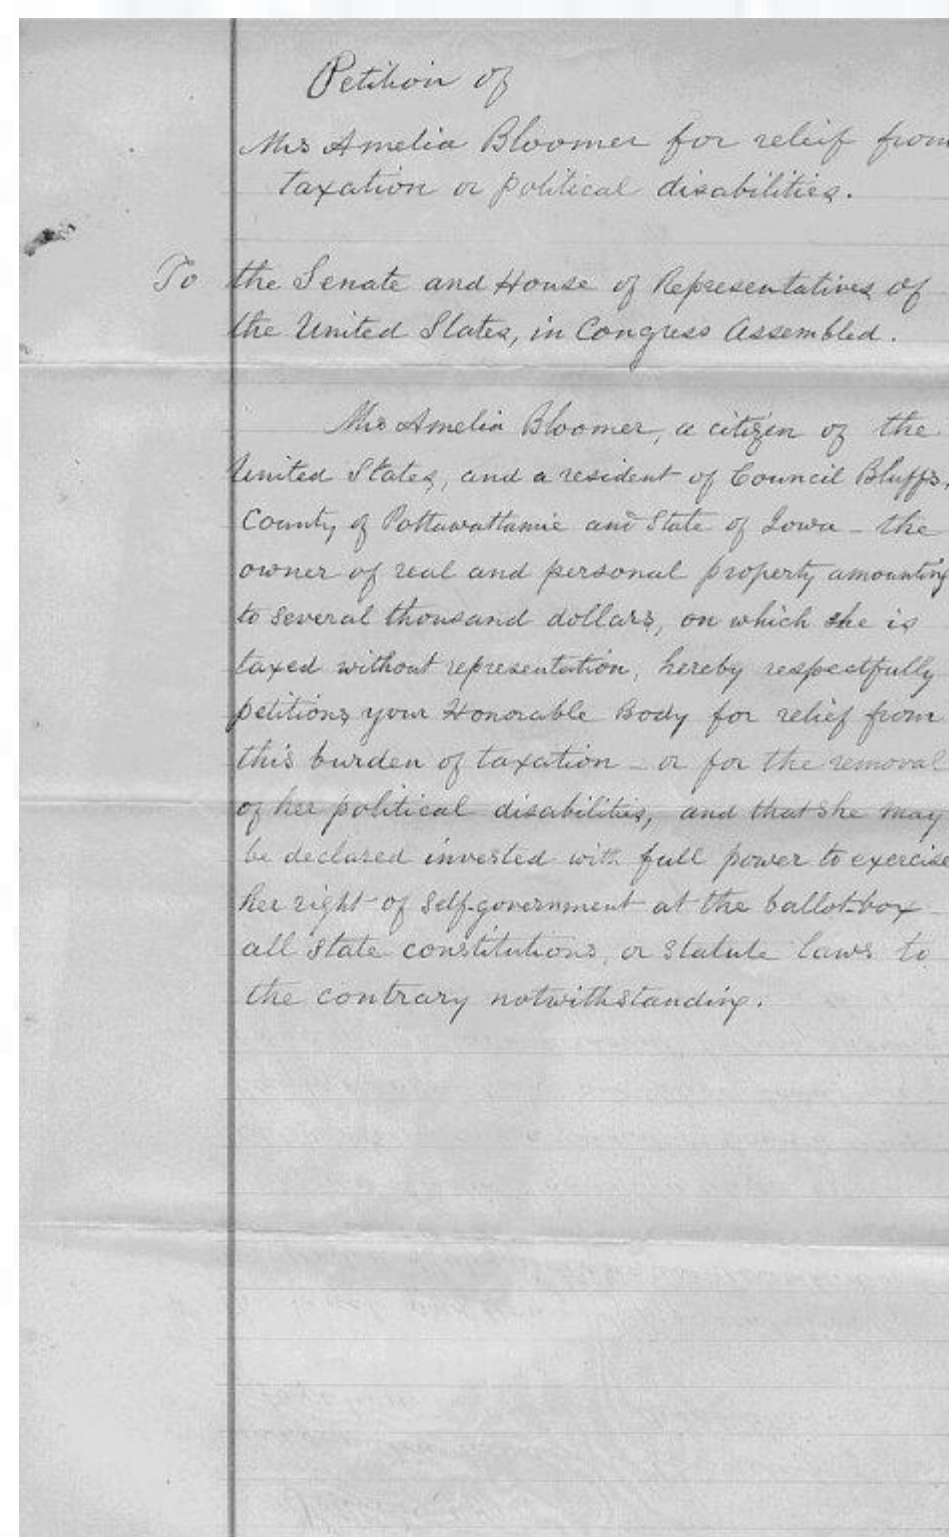 Petition of
Mrs Amelia Bloomer for releif from
taxation or political disabilities.
To the Senate and House of Representatives of
the United States, in Congress Assembled.
Mrs Amelia Bloomer, a citizen of the
United States, and a resident of Council Bluffs,
County of Pottawattamie and State of Iowa - the
owner of real and personal property amounting
to several thousand dollars, on which she is
taxed without representation, hereby respectfully
petitions your Honorable Body for relief from
this burden of taxation - or for the removal
of her political disabilities, and that she may
be declared invested with full power to exercise
her right of self-government at the ballot-box -
all State constitutions, or statute laws to
the contrary notwithstanding.